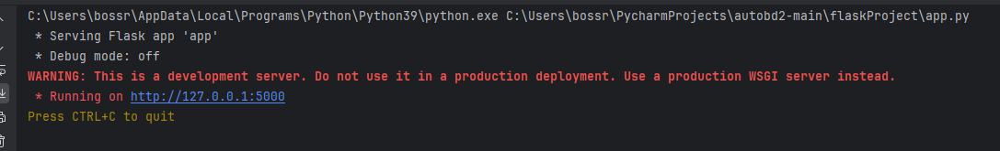 C:\Users\bossr\AppData\Local\Programs\Python\Python39\python.exe C:\Users\bossr\PycharmProjects\autobd2-main\flaskProject\app.py
* Serving Flask app 'app'
* Debug mode: off
WARNING: This is a development server. Do not use it in a production deployment. Use a production WSGI server instead.
* Running on http://127.0.0.1:5000
Press CTRL+C to quit